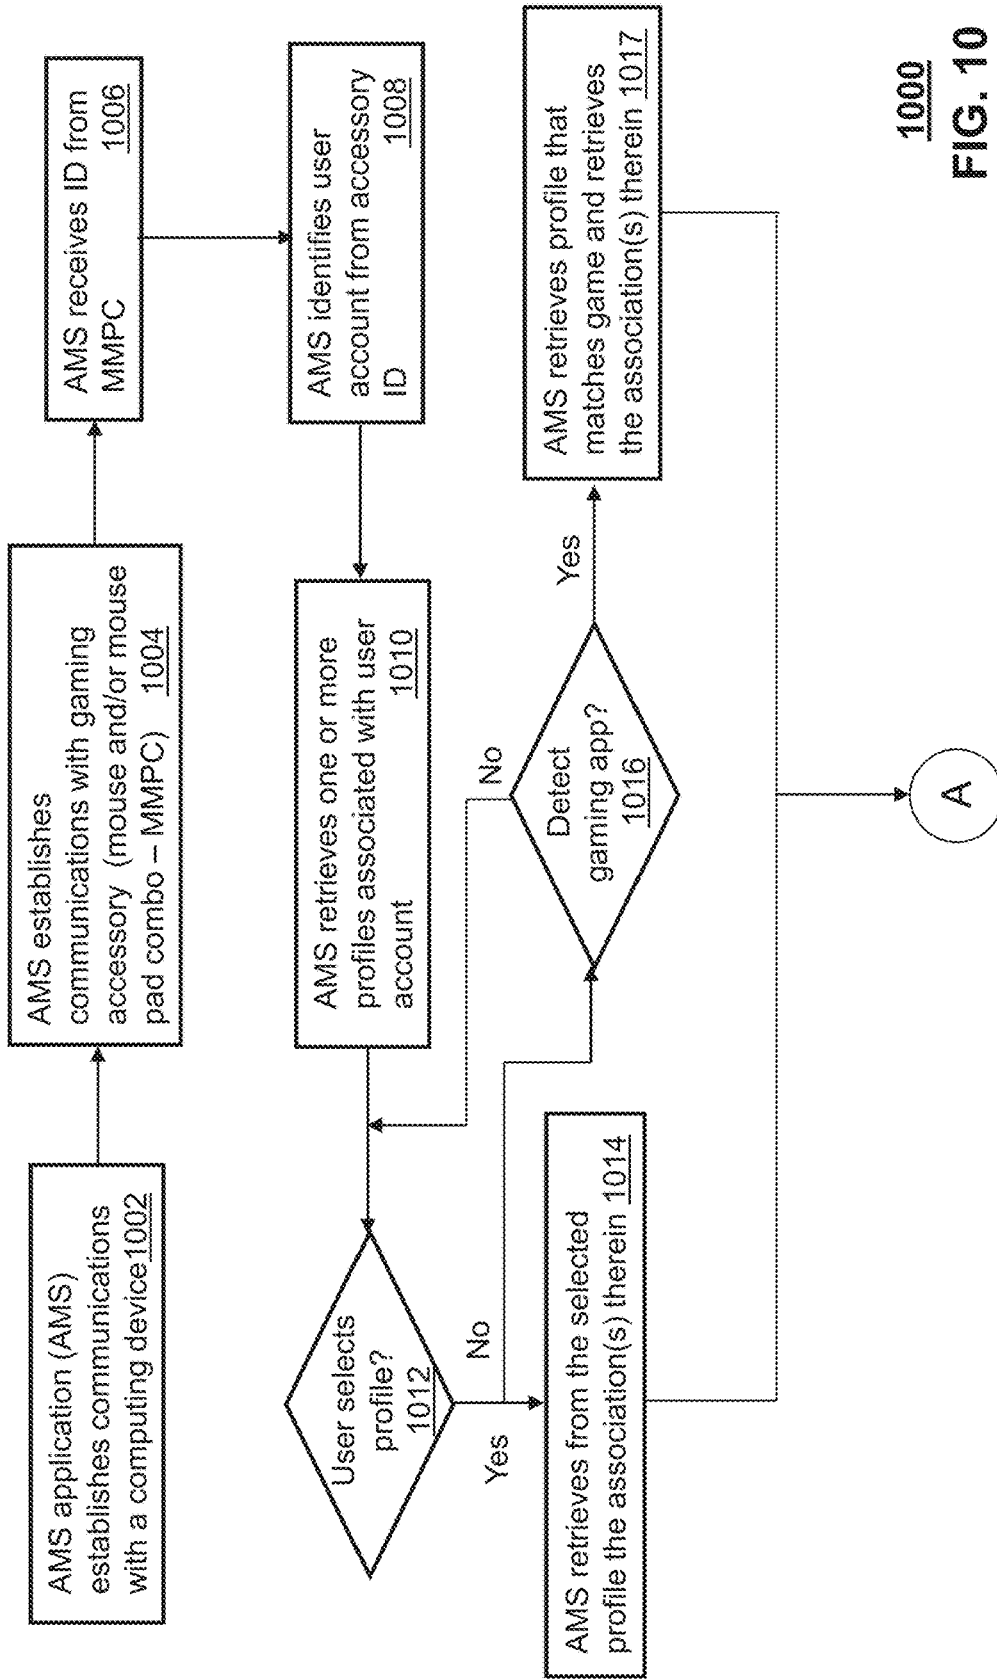 AMS application (AMS)
establishes communications
with a computing device1002
AMS establishes
communications with gaming
accessory (mouse and/or mouse
pad combo – MMPC) 1004
AMS receives ID from
MMPC 1006
AMS identifies user
account from accessory
ID 1008
AMS retrieves one or more
profiles associated with user
account 1010
User selects
profile?
1012
No
Yes
AMS retrieves from the selected
profile the association(s) therein 1014
Detect
gaming app?
1016
No
Yes
AMS retrieves profile that
matches game and retrieves
the association(s) therein 1017
A
1000
FIG. 10